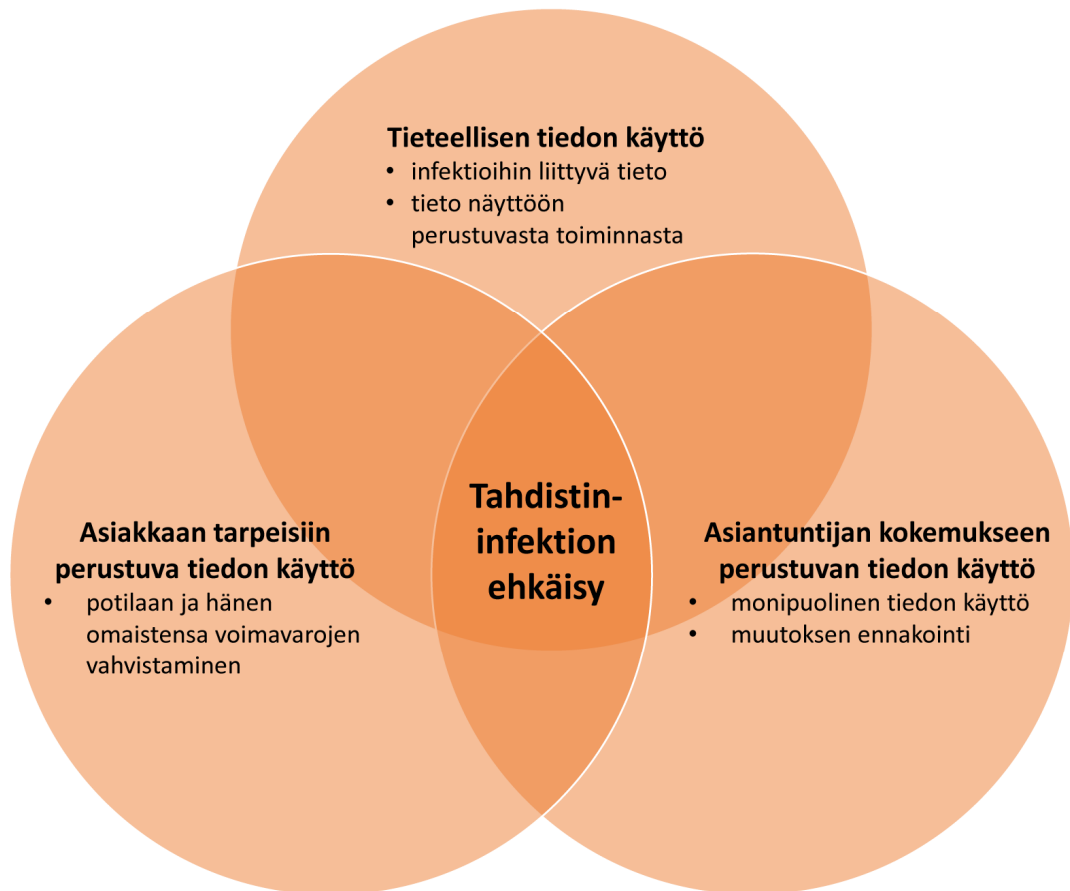 Tieteellisen tiedon käyttö
• infektioihin liittyvä tieto
• tieto näyttöön
perustuvasta toiminnasta
Tahdistin-
infektion
ehkäisy
Asiakkaan tarpeisiin
perustuva tiedon käyttö
• potilaan ja hänen
omaistensa voimavarojen
vahvistaminen
Asiantuntijan kokemukseen
perustuvan tiedon käyttö
• monipuolinen tiedon käyttö
• muutoksen ennakointi